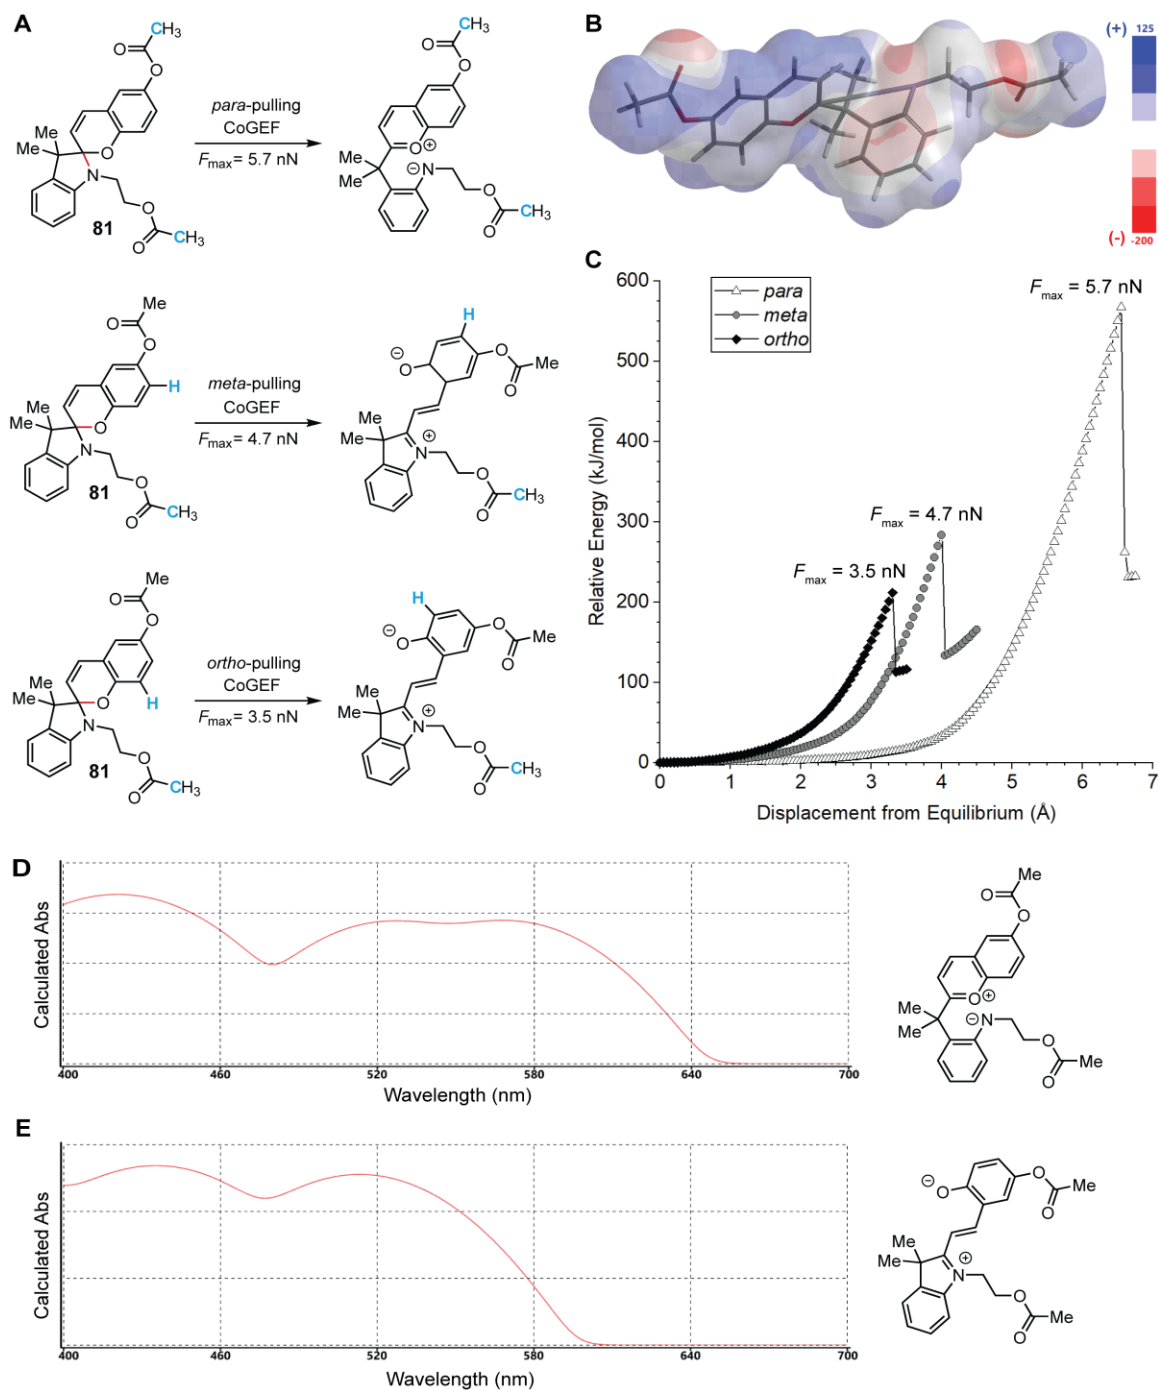 A
CH₃
O
O
Me
Me
O
N
O
O
CH₃
81
para-pulling
CoGEF
Fmax= 5.7 nN
CH₃
O
O
O⊕
Me
Me
⊖
N
O
O
CH₃
Me
O
O
H
Me
Me
O
N
O
O
CH₃
81
meta-pulling
CoGEF
Fmax= 4.7 nN
H
⊖
O
O
Me
O
Me
Me
⊕
N
O
O
CH₃
Me
O
O
H
Me
Me
O
N
O
O
CH₃
81
ortho-pulling
CoGEF
Fmax= 3.5 nN
H
⊖
O
O
Me
O
Me
Me
⊕
N
O
O
CH₃
B
(+) 125
(-) -200
C
para
meta
ortho
Fmax = 5.7 nN
Fmax = 4.7 nN
Fmax = 3.5 nN
Relative Energy (kJ/mol)
600
500
400
300
200
100
0
0 1 2 3 4 5 6 7
Displacement from Equilibrium (Å)
D
Calculated Abs
400 460 520 580 640 700
Wavelength (nm)
Me
O
O
O⊕
Me
Me
⊖
N
O
O
Me
E
Calculated Abs
400 460 520 580 640 700
Wavelength (nm)
⊖
O
O
Me
O
Me
Me
⊕
N
O
O
Me